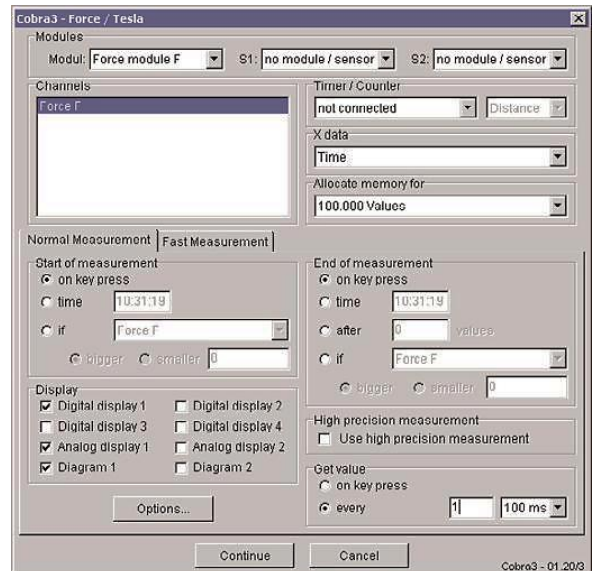 Cobra3 - Force / Tesla
Modules
Modul: Force module F S1: no module / sensor S2: no module / sensor
Channels
Force F
Timer / Counter
not connected Distance
X data
Time
Allocate memory for
100.000 Values
Normal Measurement Fast Measurement
Start of measurement
on key press
time 10:31:19
if Force F
bigger smaller 0
End of measurement
on key press
time 10:31:19
after 0 values
if Force F
bigger smaller 0
Display
Digital display 1 Digital display 2
Digital display 3 Digital display 4
Analog display 1 Analog display 2
Diagram 1 Diagram 2
Options...
High precision measurement
Use high precision measurement
Get value
on key press
every 1 100 ms
Continue Cancel
Cobra3 - 01.20/3